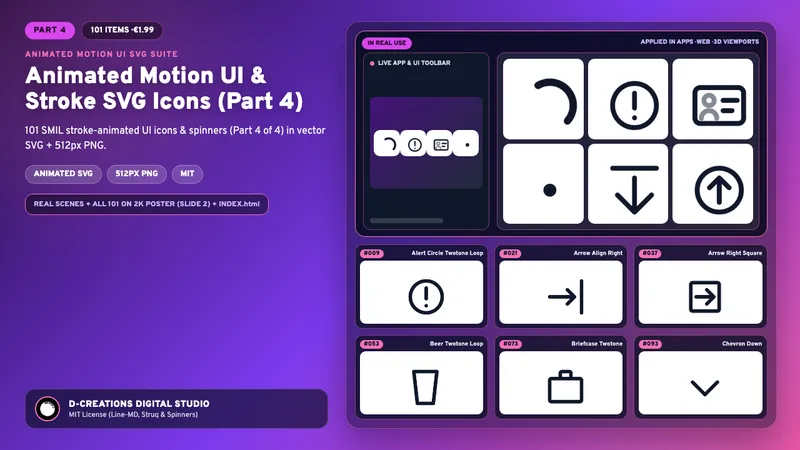 PART 4
101 ITEMS · €1.99
ANIMATED MOTION UI SVG SUITE
Animated Motion UI &
Stroke SVG Icons (Part 4)
101 SMIL stroke-animated UI icons & spinners (Part 4 of 4) in vector
SVG + 512px PNG.
ANIMATED SVG
512PX PNG
MIT
REAL SCENES + ALL 101 ON 2K POSTER (SLIDE 2) + INDEX.html
D-CREATIONS DIGITAL STUDIO
MIT License (Line-MD, Struq & Spinners)
IN REAL USE
APPLIED IN APPS · WEB · 3D VIEWPORTS
LIVE APP & UI TOOLBAR
#009
Alert Circle Twotone Loop
#021
Arrow Align Right
#037
Arrow Right Square
#053
Beer Twotone Loop
#073
Briefcase Twotone
#093
Chevron Down